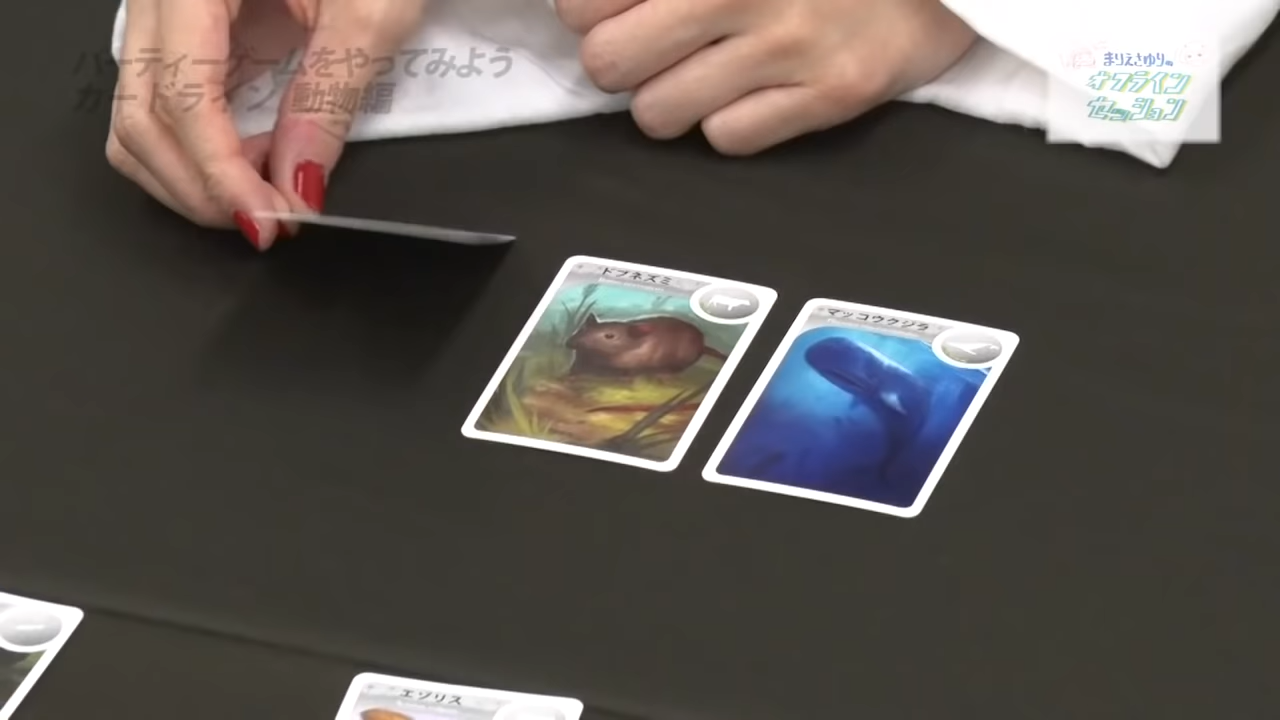 パーティーゲームをやってみよう
カードライン 動物編
まりえさゆりの
オフライン
セッション
ドブネズミ
マッコウクジラ
エゾリス